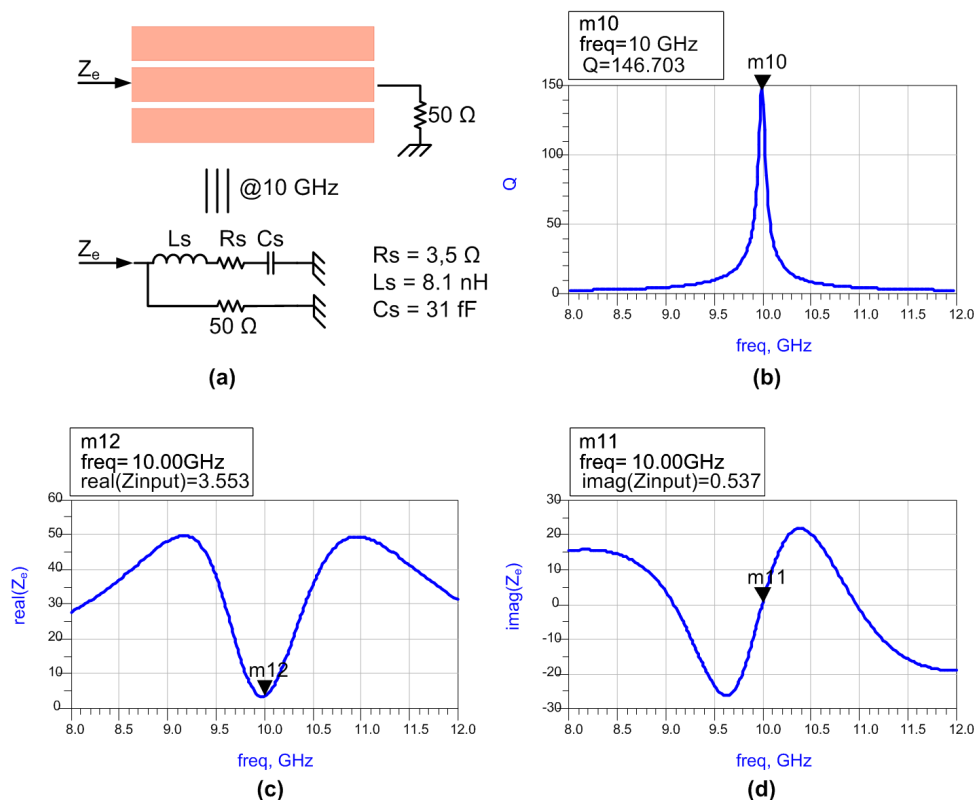 Zₑ
50 Ω
@10 GHz
Zₑ
Ls Rs Cs
50 Ω
Rs = 3,5 Ω
Ls = 8.1 nH
Cs = 31 fF
(a)
m10
freq=10 GHz
Q=146.703
m10
150
100
50
0
Q
8.0 8.5 9.0 9.5 10.0 10.5 11.0 11.5 12.0
freq, GHz
(b)
m12
freq= 10.00GHz
real(Zinput)=3.553
60
50
40
30
20
10
0
real(Zₑ)
m12
8.0 8.5 9.0 9.5 10.0 10.5 11.0 11.5 12.0
freq, GHz
(c)
m11
freq= 10.00GHz
imag(Zinput)=0.537
30
20
10
0
-10
-20
-30
imag(Zₑ)
m11
8.0 8.5 9.0 9.5 10.0 10.5 11.0 11.5 12.0
freq, GHz
(d)